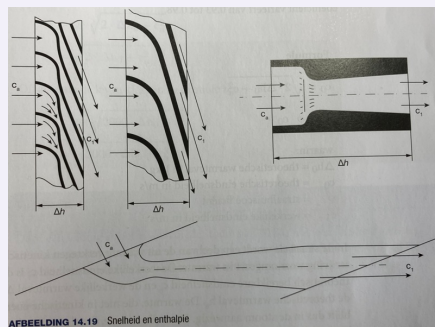 cₐ
c₁
Δh
cₐ
c₁
Δh
cₐ
c₁
Δh
cₐ
c₁
AFBEELDING 14.19 Snelheid en enthalpie